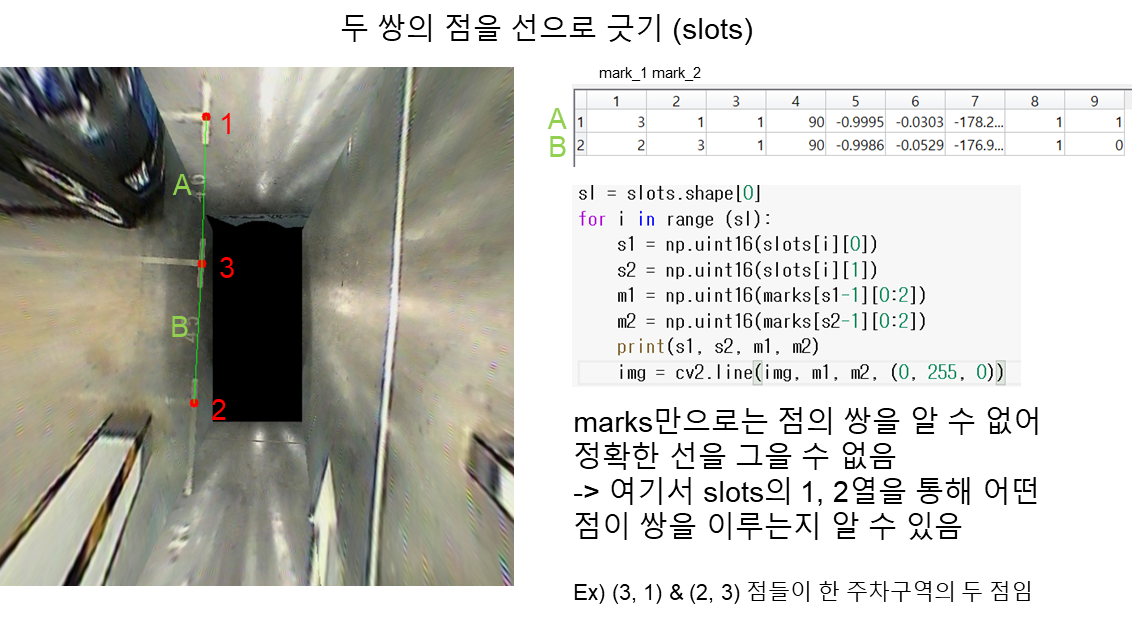 두 쌍의 점을 선으로 긋기 (slots)
mark_1 mark_2
1 2 3 4 5 6 7 8 9
A 1 3 1 1 90 -0.9995 -0.0303 -178.2... 1 1
B 2 2 3 1 90 -0.9986 -0.0529 -176.9... 1 0
1
A
3
B
2
sl = slots.shape[0]
for i in range (sl):
s1 = np.uint16(slots[i][0])
s2 = np.uint16(slots[i][1])
m1 = np.uint16(marks[s1-1][0:2])
m2 = np.uint16(marks[s2-1][0:2])
print(s1, s2, m1, m2)
img = cv2.line(img, m1, m2, (0, 255, 0))
marks만으로는 점의 쌍을 알 수 없어
정확한 선을 그을 수 없음
-> 여기서 slots의 1, 2열을 통해 어떤
점이 쌍을 이루는지 알 수 있음
Ex) (3, 1) & (2, 3) 점들이 한 주차구역의 두 점임